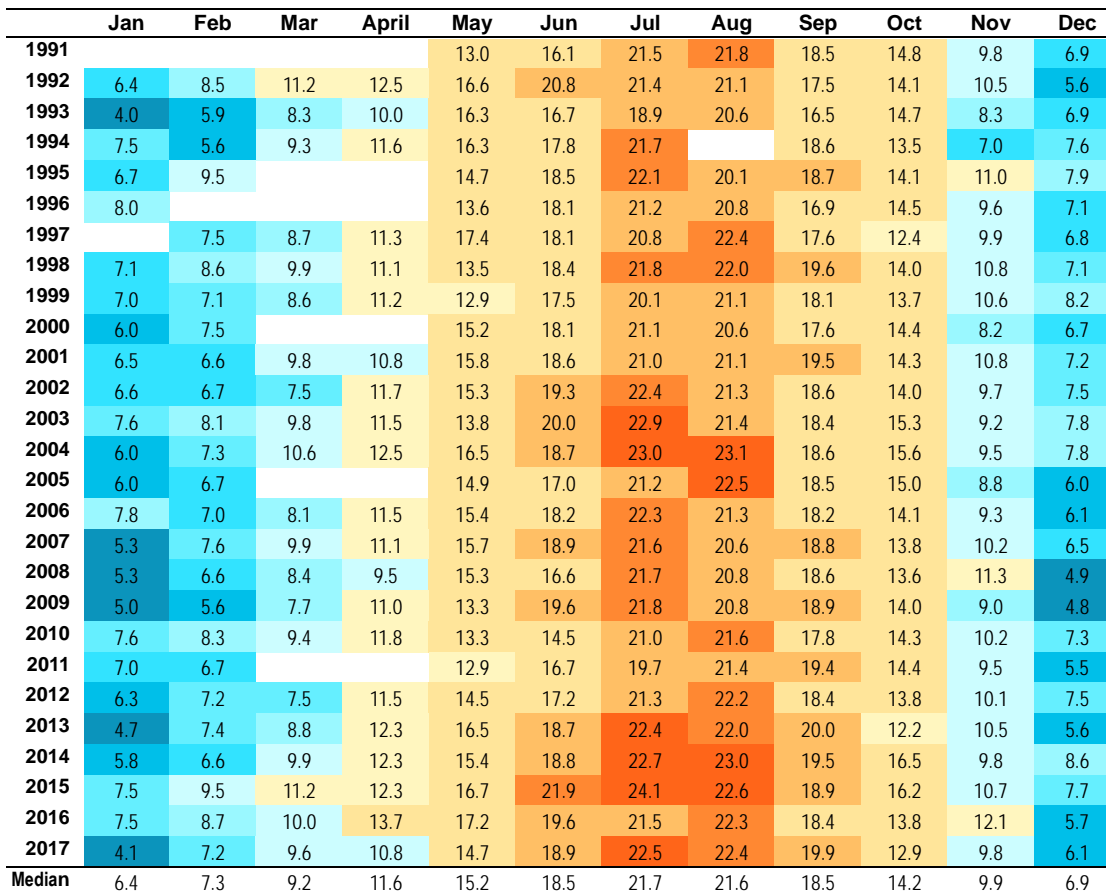 Jan Feb Mar April May Jun Jul Aug Sep Oct Nov Dec
1991 13.0 16.1 21.5 21.8 18.5 14.8 9.8 6.9
1992 6.4 8.5 11.2 12.5 16.6 20.8 21.4 21.1 17.5 14.1 10.5 5.6
1993 4.0 5.9 8.3 10.0 16.3 16.7 18.9 20.6 16.5 14.7 8.3 6.9
1994 7.5 5.6 9.3 11.6 16.3 17.8 21.7 18.6 13.5 7.0 7.6
1995 6.7 9.5 14.7 18.5 22.1 20.1 18.7 14.1 11.0 7.9
1996 8.0 13.6 18.1 21.2 20.8 16.9 14.5 9.6 7.1
1997 7.5 8.7 11.3 17.4 18.1 20.8 22.4 17.6 12.4 9.9 6.8
1998 7.1 8.6 9.9 11.1 13.5 18.4 21.8 22.0 19.6 14.0 10.8 7.1
1999 7.0 7.1 8.6 11.2 12.9 17.5 20.1 21.1 18.1 13.7 10.6 8.2
2000 6.0 7.5 15.2 18.1 21.1 20.6 17.6 14.4 8.2 6.7
2001 6.5 6.6 9.8 10.8 15.8 18.6 21.0 21.1 19.5 14.3 10.8 7.2
2002 6.6 6.7 7.5 11.7 15.3 19.3 22.4 21.3 18.6 14.0 9.7 7.5
2003 7.6 8.1 9.8 11.5 13.8 20.0 22.9 21.4 18.4 15.3 9.2 7.8
2004 6.0 7.3 10.6 12.5 16.5 18.7 23.0 23.1 18.6 15.6 9.5 7.8
2005 6.0 6.7 14.9 17.0 21.2 22.5 18.5 15.0 8.8 6.0
2006 7.8 7.0 8.1 11.5 15.4 18.2 22.3 21.3 18.2 14.1 9.3 6.1
2007 5.3 7.6 9.9 11.1 15.7 18.9 21.6 20.6 18.8 13.8 10.2 6.5
2008 5.3 6.6 8.4 9.5 15.3 16.6 21.7 20.8 18.6 13.6 11.3 4.9
2009 5.0 5.6 7.7 11.0 13.3 19.6 21.8 20.8 18.9 14.0 9.0 4.8
2010 7.6 8.3 9.4 11.8 13.3 14.5 21.0 21.6 17.8 14.3 10.2 7.3
2011 7.0 6.7 12.9 16.7 19.7 21.4 19.4 14.4 9.5 5.5
2012 6.3 7.2 7.5 11.5 14.5 17.2 21.3 22.2 18.4 13.8 10.1 7.5
2013 4.7 7.4 8.8 12.3 16.5 18.7 22.4 22.0 20.0 12.2 10.5 5.6
2014 5.8 6.6 9.9 12.3 15.4 18.8 22.7 23.0 19.5 16.5 9.8 8.6
2015 7.5 9.5 11.2 12.3 16.7 21.9 24.1 22.6 18.9 16.2 10.7 7.7
2016 7.5 8.7 10.0 13.7 17.2 19.6 21.5 22.3 18.4 13.8 12.1 5.7
2017 4.1 7.2 9.6 10.8 14.7 18.9 22.5 22.4 19.9 12.9 9.8 6.1
Median 6.4 7.3 9.2 11.6 15.2 18.5 21.7 21.6 18.5 14.2 9.9 6.9